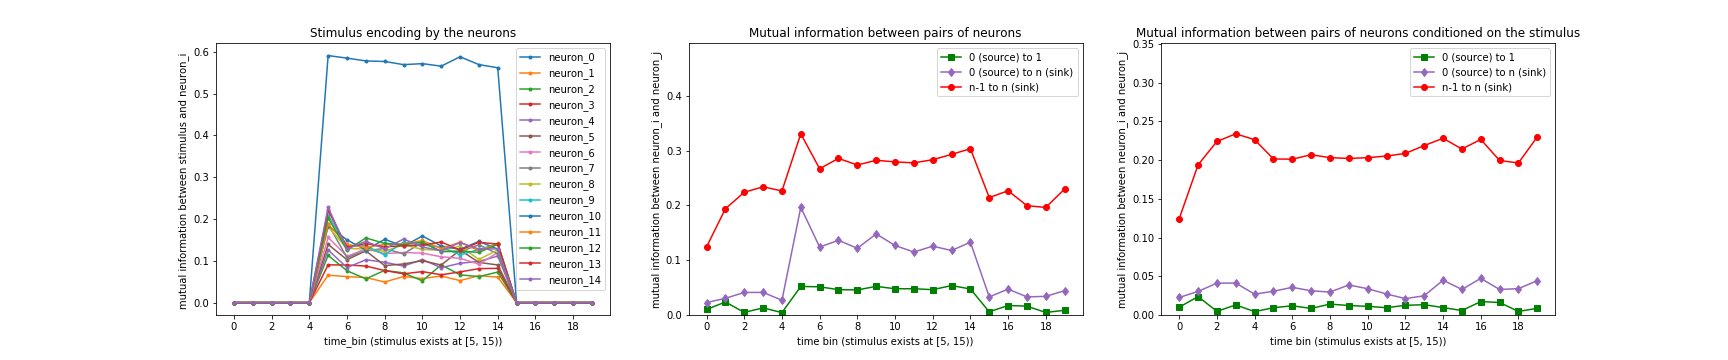 Stimulus encoding by the neurons
mutual information between stimulus and neuron_i
0.6
0.5
0.4
0.3
0.2
0.1
0.0
0 2 4 6 8 10 12 14 16 18
time_bin (stimulus exists at [5, 15))
neuron_0
neuron_1
neuron_2
neuron_3
neuron_4
neuron_5
neuron_6
neuron_7
neuron_8
neuron_9
neuron_10
neuron_11
neuron_12
neuron_13
neuron_14
Mutual information between pairs of neurons
mutual information between neuron_i and neuron_j
0.4
0.3
0.2
0.1
0.0
0 2 4 6 8 10 12 14 16 18
time bin (stimulus exists at [5, 15))
0 (source) to 1
0 (source) to n (sink)
n-1 to n (sink)
Mutual information between pairs of neurons conditioned on the stimulus
mutual information between neuron_i and neuron_j
0.35
0.30
0.25
0.20
0.15
0.10
0.05
0.00
0 2 4 6 8 10 12 14 16 18
time bin (stimulus exists at [5, 15))
0 (source) to 1
0 (source) to n (sink)
n-1 to n (sink)